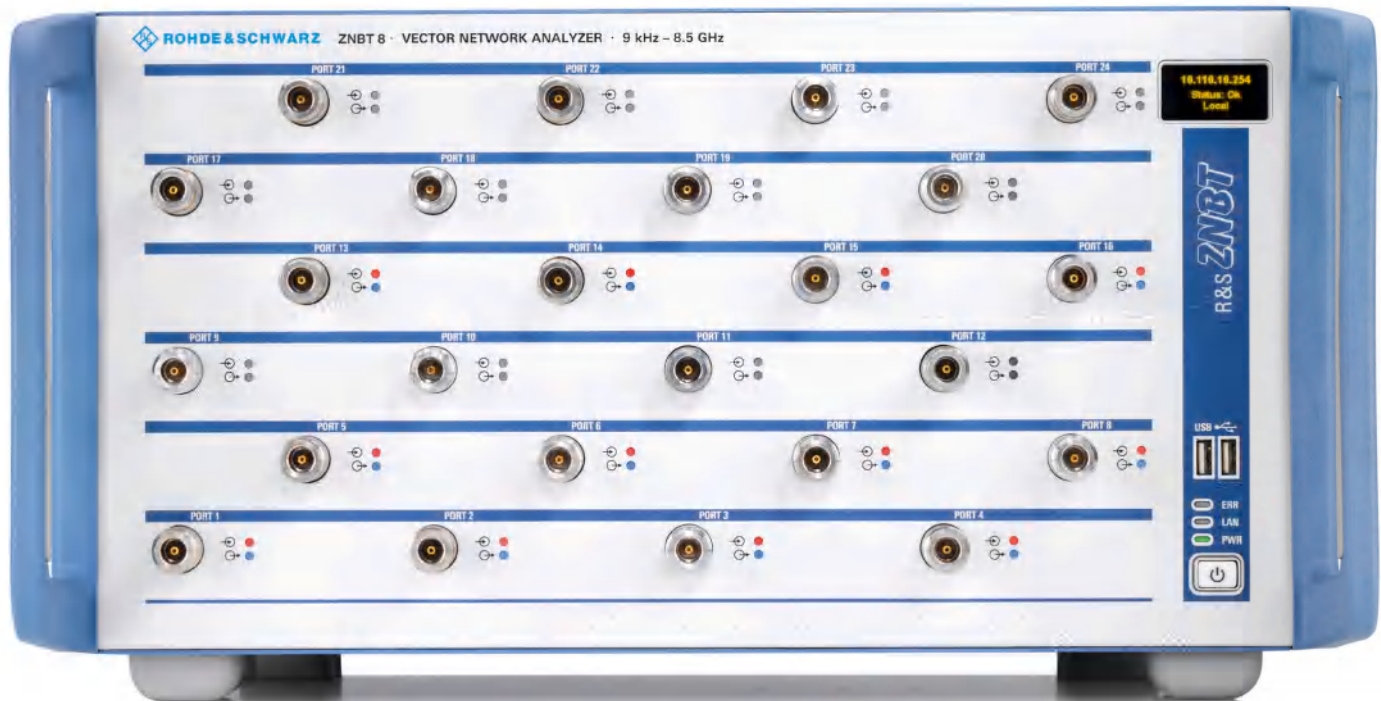 ROHDE & SCHWARZ ZNBT 8 · VECTOR NETWORK ANALYZER · 9 kHz – 8.5 GHz
PORT 21 PORT 22 PORT 23 PORT 24
10.110.10.254
Status: Ok
Local
PORT 17 PORT 18 PORT 19 PORT 20
R&S ZNBT
PORT 13 PORT 14 PORT 15 PORT 16
PORT 9 PORT 10 PORT 11 PORT 12
PORT 5 PORT 6 PORT 7 PORT 8
USB
ERR
LAN
PWR
PORT 1 PORT 2 PORT 3 PORT 4